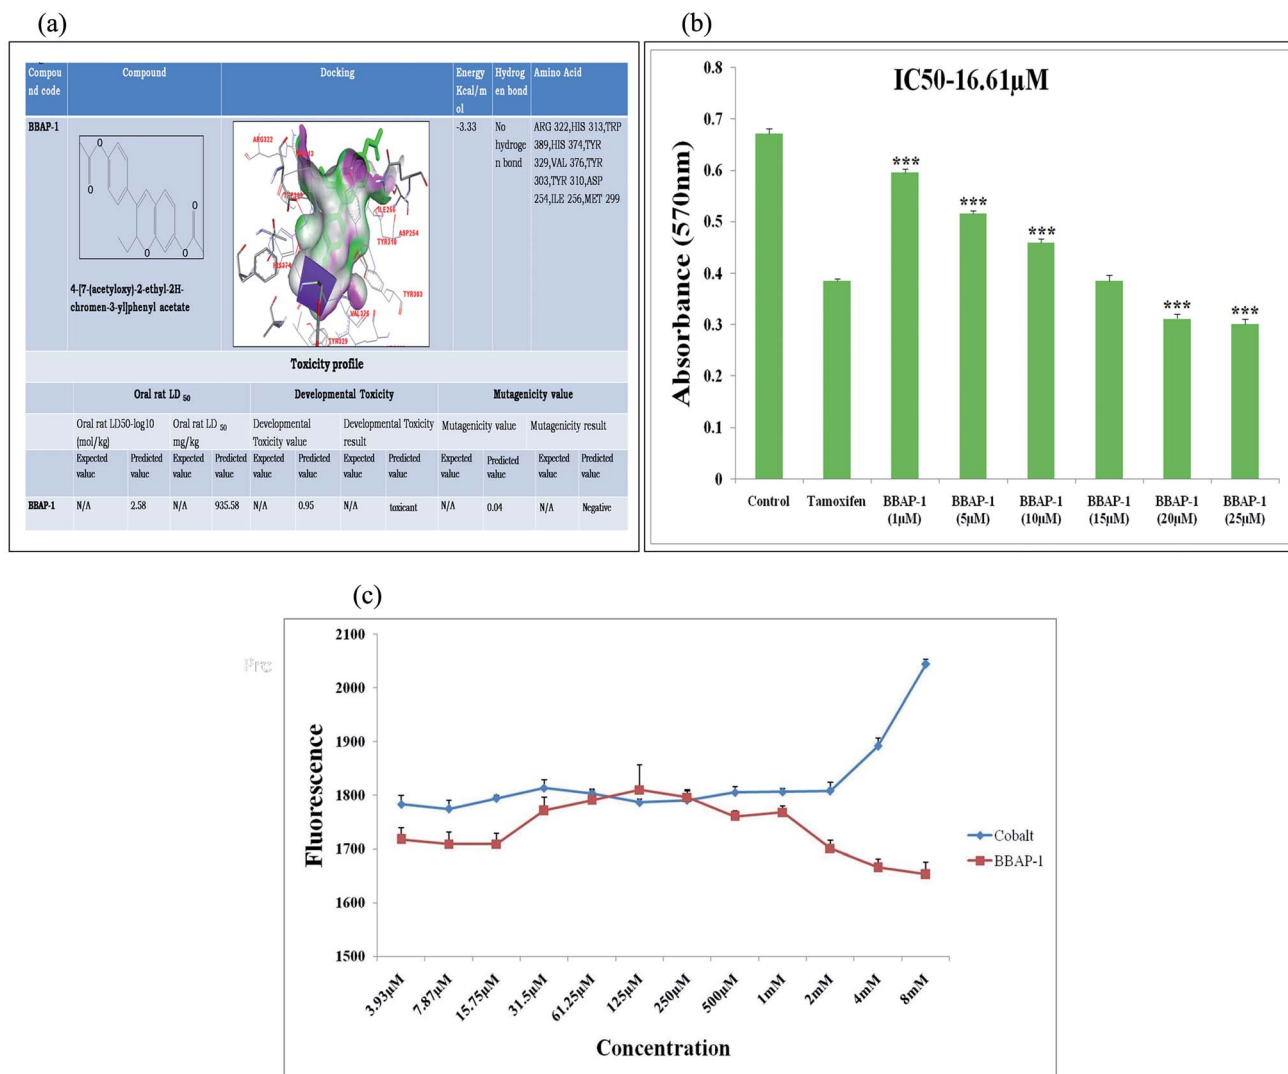 (a)
Compou
nd code
Compound
Docking
Energy
Kcal/m
ol
Hydrog
en bond
Amino Acid
BBAP-1
O
O
O
O
O
4-[7-(acetyloxy)-2-ethyl-2H-
chromen-3-yl]phenyl acetate
ARG322
ILE256
ASP254
TYR310
HIS374
TYR303
VAL376
TYR329
-3.33
No
hydroge
n bond
ARG 322,HIS 313,TRP
389,HIS 374,TYR
329,VAL 376,TYR
303,TYR 310,ASP
254,ILE 256,MET 299
Toxicity profile
Oral rat LD 50
Developmental Toxicity
Mutagenicity value
Oral rat LD50-log10
(mol/kg)
Oral rat LD 50
mg/kg
Developmental
Toxicity value
Developmental Toxicity
result
Mutagenicity value
Mutagenicity result
Expected
value
Predicted
value
Expected
value
Predicted
value
Expected
value
Predicted
value
Expected
value
Predicted
value
Expected
value
Predicted
value
Expected
value
Predicted
value
BBAP-1 N/A 2.58 N/A 935.58 N/A 0.95 N/A toxicant N/A 0.04 N/A Negative
(b)
IC50-16.61µM
Absorbance (570nm)
0.8
0.7
0.6
0.5
0.4
0.3
0.2
0.1
0
***
***
***
***
***
Control
Tamoxifen
BBAP-1
(1µM)
BBAP-1
(5µM)
BBAP-1
(10µM)
BBAP-1
(15µM)
BBAP-1
(20µM)
BBAP-1
(25µM)
(c)
Fluorescence
2100
2000
1900
1800
1700
1600
1500
3.93µM
7.87µM
15.75µM
31.5µM
61.25µM
125µM
250µM
500µM
1mM
2mM
4mM
8mM
Concentration
Cobalt
BBAP-1